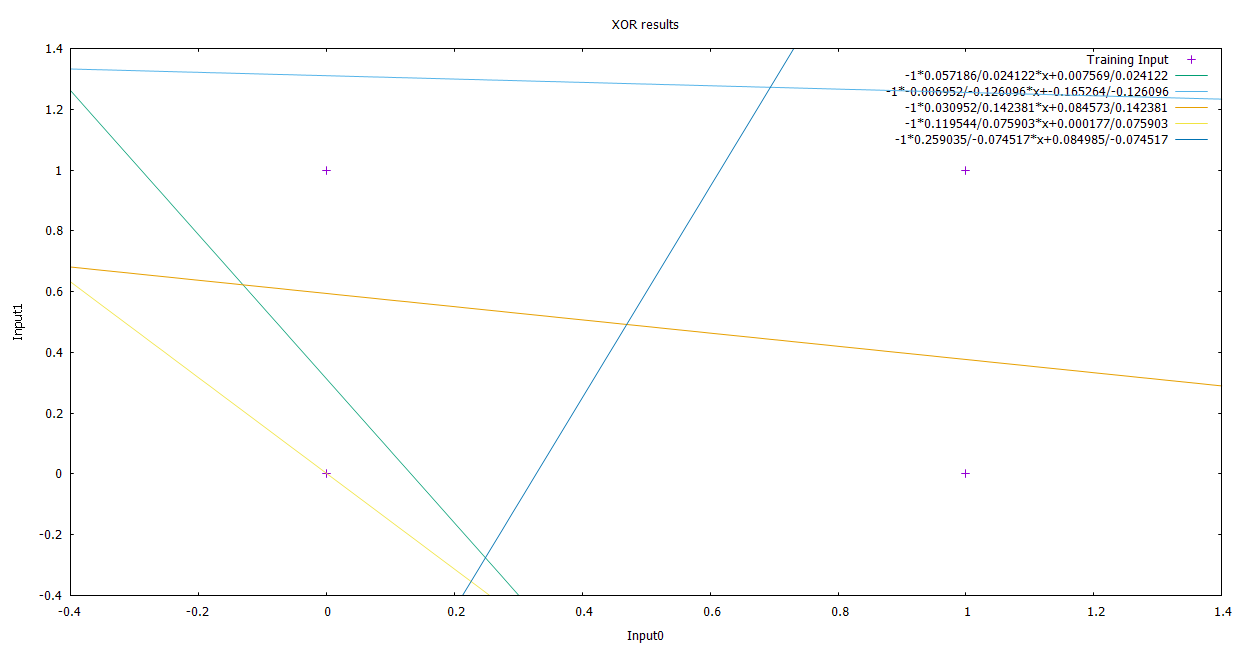 XOR results
Training Input
-1*0.057186/0.024122*x+0.007569/0.024122
-1*-0.006952/-0.126096*x+-0.165264/-0.126096
-1*0.030952/0.142381*x+0.084573/0.142381
-1*0.119544/0.075903*x+0.000177/0.075903
-1*0.259035/-0.074517*x+0.084985/-0.074517
1.4
1.2
1
0.8
0.6
0.4
0.2
0
-0.2
-0.4
Input1
-0.4 -0.2 0 0.2 0.4 0.6 0.8 1 1.2 1.4
Input0